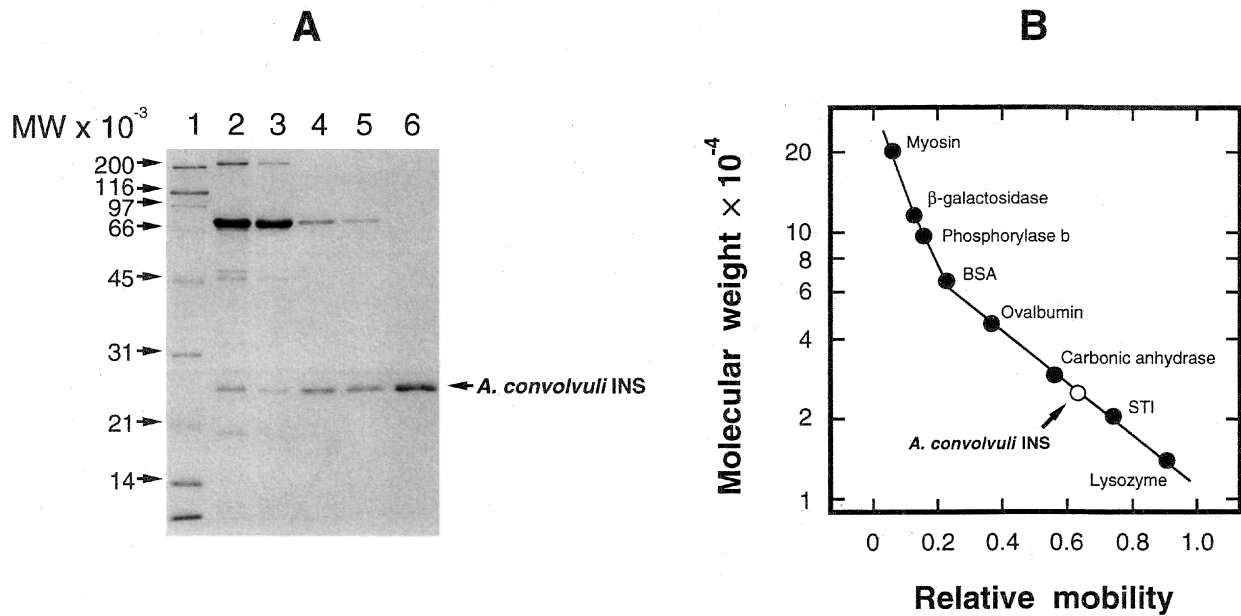 A
MW x 10⁻³ 1 2 3 4 5 6
200
116
97
66
45
31
A. convolvuli INS
21
14
B
Molecular weight × 10⁻⁴
20
10
8
6
4
2
1
Myosin
β-galactosidase
Phosphorylase b
BSA
Ovalbumin
Carbonic anhydrase
STI
A. convolvuli INS
Lysozyme
0 0.2 0.4 0.6 0.8 1.0
Relative mobility